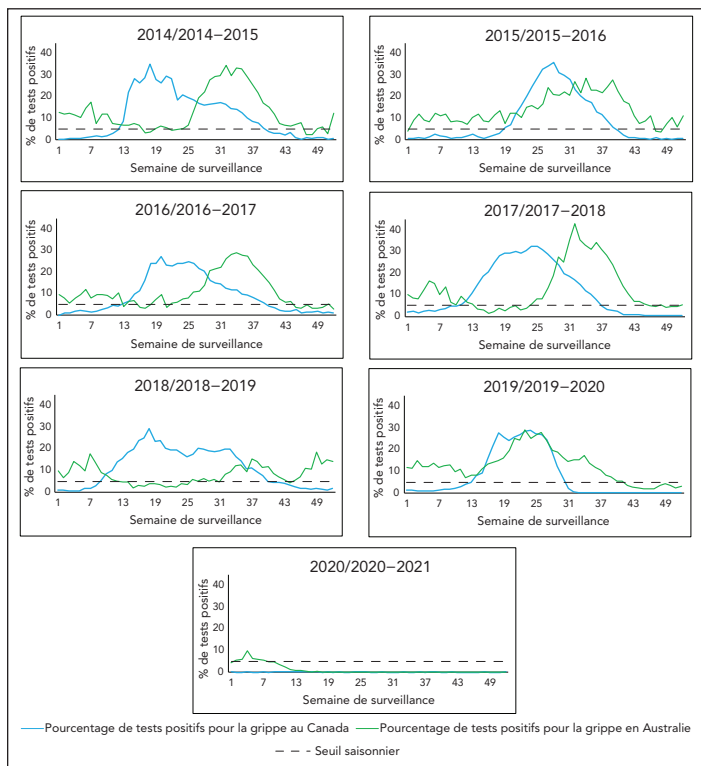 2014/2014–2015
% de tests positifs
40
30
20
10
0
1 7 13 19 25 31 37 43 49
Semaine de surveillance
2015/2015–2016
% de tests positifs
40
30
20
10
0
1 7 13 19 25 31 37 43 49
Semaine de surveillance
2016/2016–2017
% de tests positifs
40
30
20
10
0
1 7 13 19 25 31 37 43 49
Semaine de surveillance
2017/2017–2018
% de tests positifs
40
30
20
10
0
1 7 13 19 25 31 37 43 49
Semaine de surveillance
2018/2018–2019
% de tests positifs
40
30
20
10
0
1 7 13 19 25 31 37 43 49
Semaine de surveillance
2019/2019–2020
% de tests positifs
40
30
20
10
0
1 7 13 19 25 31 37 43 49
Semaine de surveillance
2020/2020–2021
% de tests positifs
40
30
20
10
0
1 7 13 19 25 31 37 43 49
Semaine de surveillance
Pourcentage de tests positifs pour la grippe au Canada Pourcentage de tests positifs pour la grippe en Australie
Seuil saisonnier